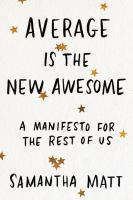 AVERAGE
IS THE
NEW AWESOME
A MANIFESTO FOR
THE REST OF US
SAMANTHA MATT